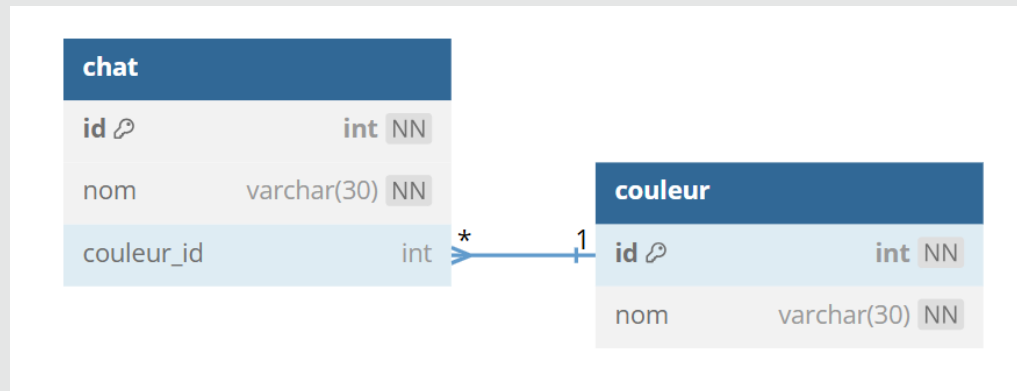 chat
id int NN
nom varchar(30) NN
couleur_id int
* 1
couleur
id int NN
nom varchar(30) NN